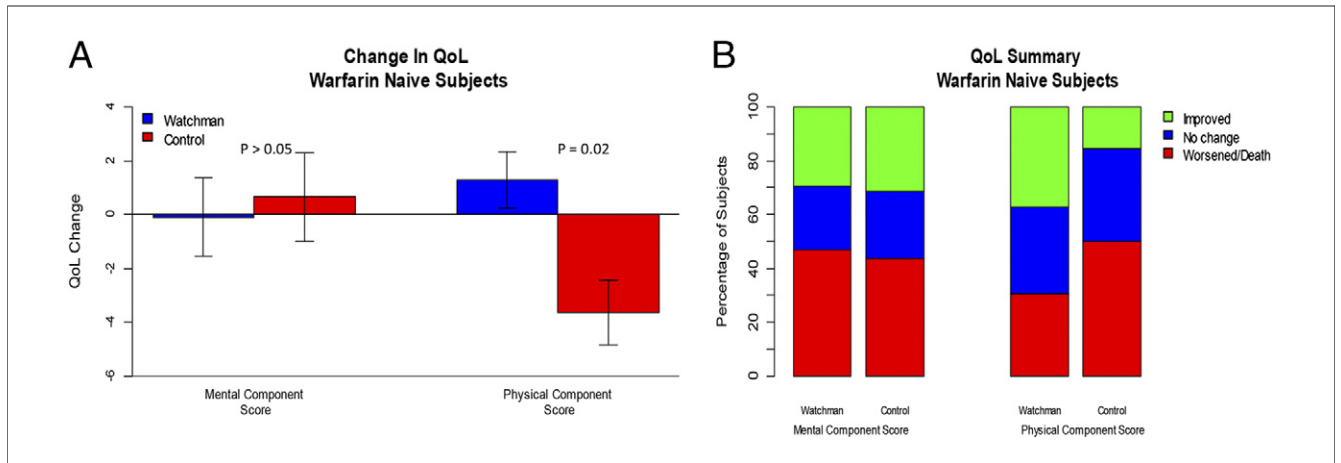 A
Change In QoL
Warfarin Naive Subjects
4
2
0
-2
-4
-6
QoL Change
Watchman
Control
P > 0.05
P = 0.02
Mental Component
Score
Physical Component
Score
B
QoL Summary
Warfarin Naive Subjects
100
80
60
40
20
0
Percentage of Subjects
Improved
No change
Worsened/Death
Watchman Control Watchman Control
Mental Component Score Physical Component Score